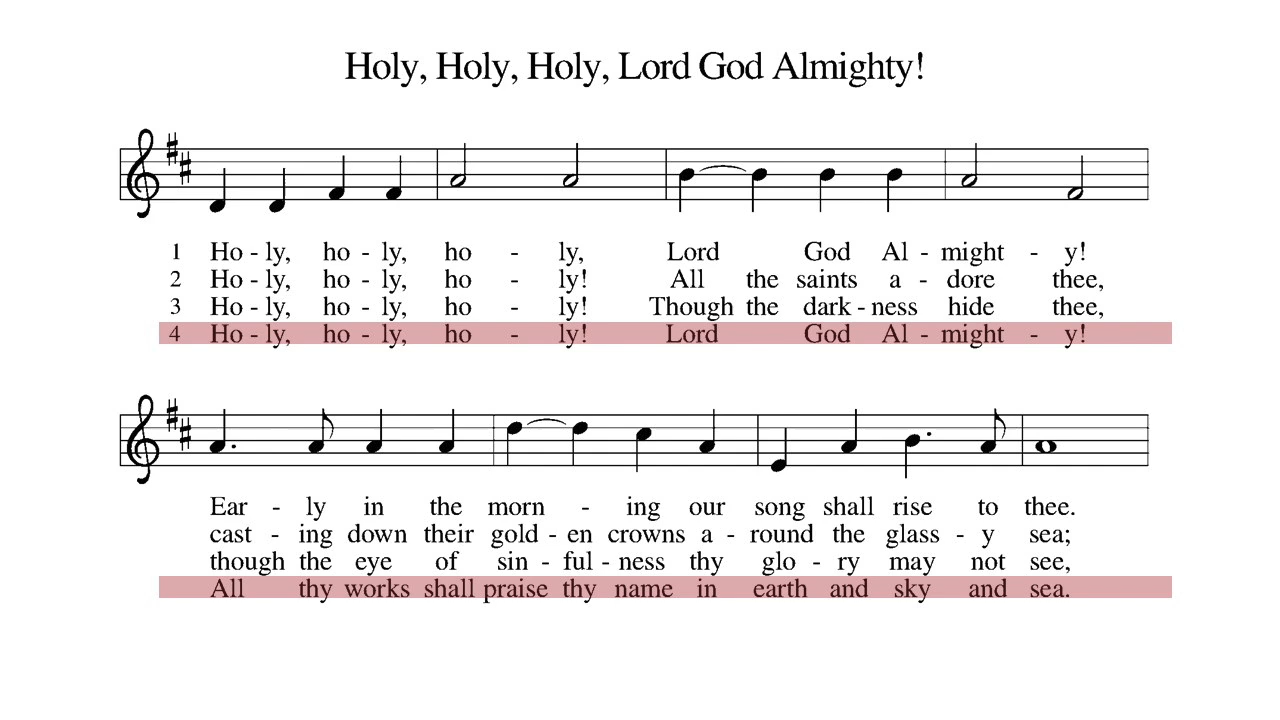 Holy, Holy, Holy, Lord God Almighty!
1 Ho - ly, ho - ly, ho - ly, Lord God Al - might - y!
2 Ho - ly, ho - ly, ho - ly! All the saints a - dore thee,
3 Ho - ly, ho - ly, ho - ly! Though the dark - ness hide thee,
4 Ho - ly, ho - ly, ho - ly! Lord God Al - might - y!
Ear - ly in the morn - ing our song shall rise to thee.
cast - ing down their gold - en crowns a - round the glass - y sea;
though the eye of sin - ful - ness thy glo - ry may not see,
All thy works shall praise thy name in earth and sky and sea.